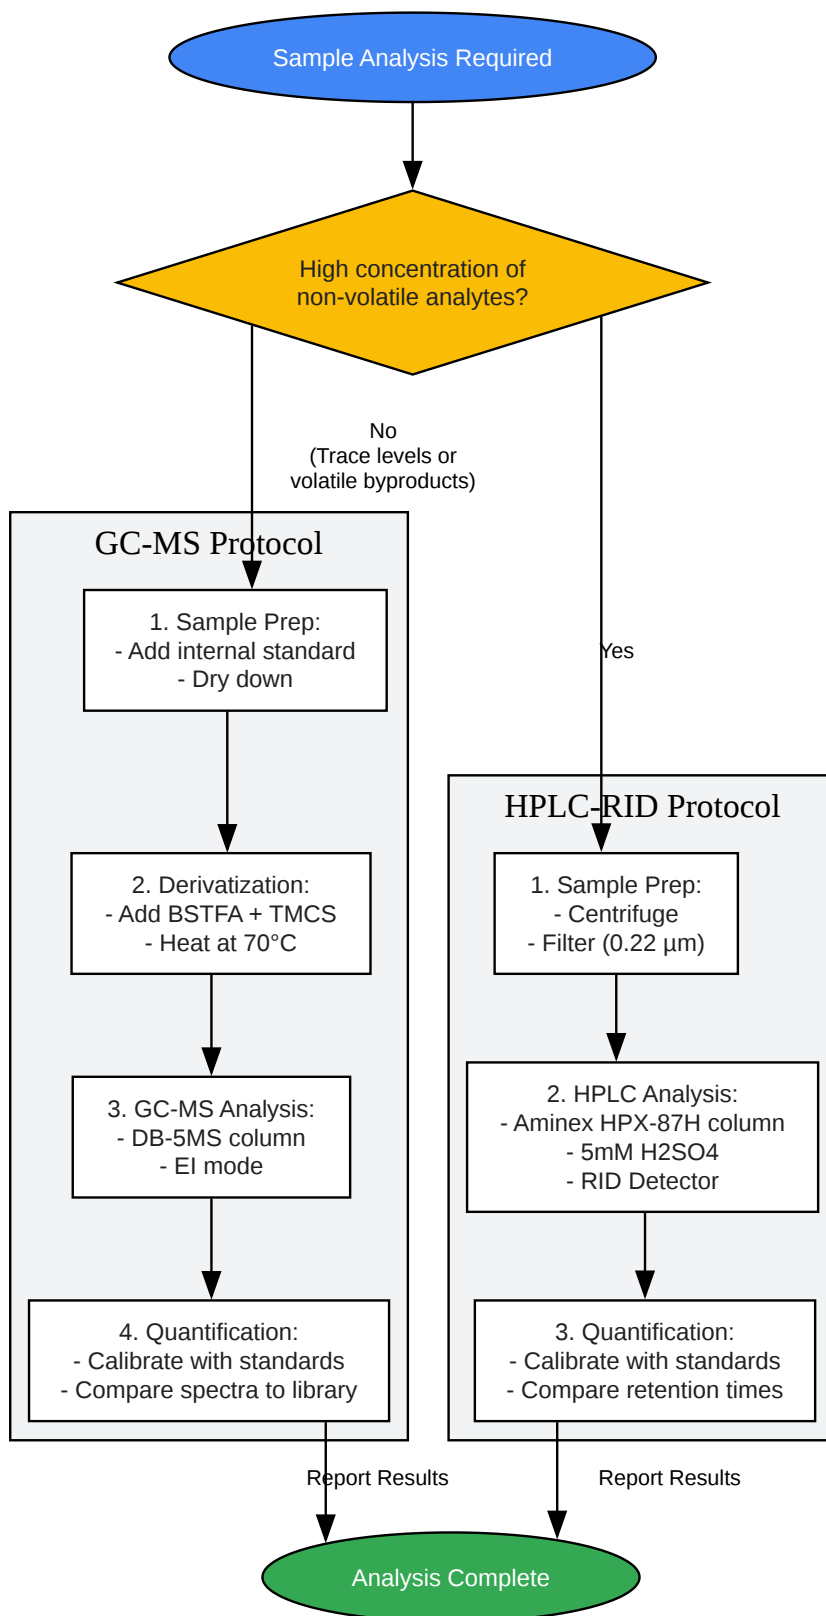 Sample Analysis Required
High concentration of
non-volatile analytes?
No
(Trace levels or
volatile byproducts)
GC-MS Protocol
1. Sample Prep:
- Add internal standard
- Dry down
2. Derivatization:
- Add BSTFA + TMCS
- Heat at 70°C
3. GC-MS Analysis:
- DB-5MS column
- EI mode
4. Quantification:
- Calibrate with standards
- Compare spectra to library
Report Results
Yes
HPLC-RID Protocol
1. Sample Prep:
- Centrifuge
- Filter (0.22 µm)
2. HPLC Analysis:
- Aminex HPX-87H column
- 5mM H2SO4
- RID Detector
3. Quantification:
- Calibrate with standards
- Compare retention times
Report Results
Analysis Complete